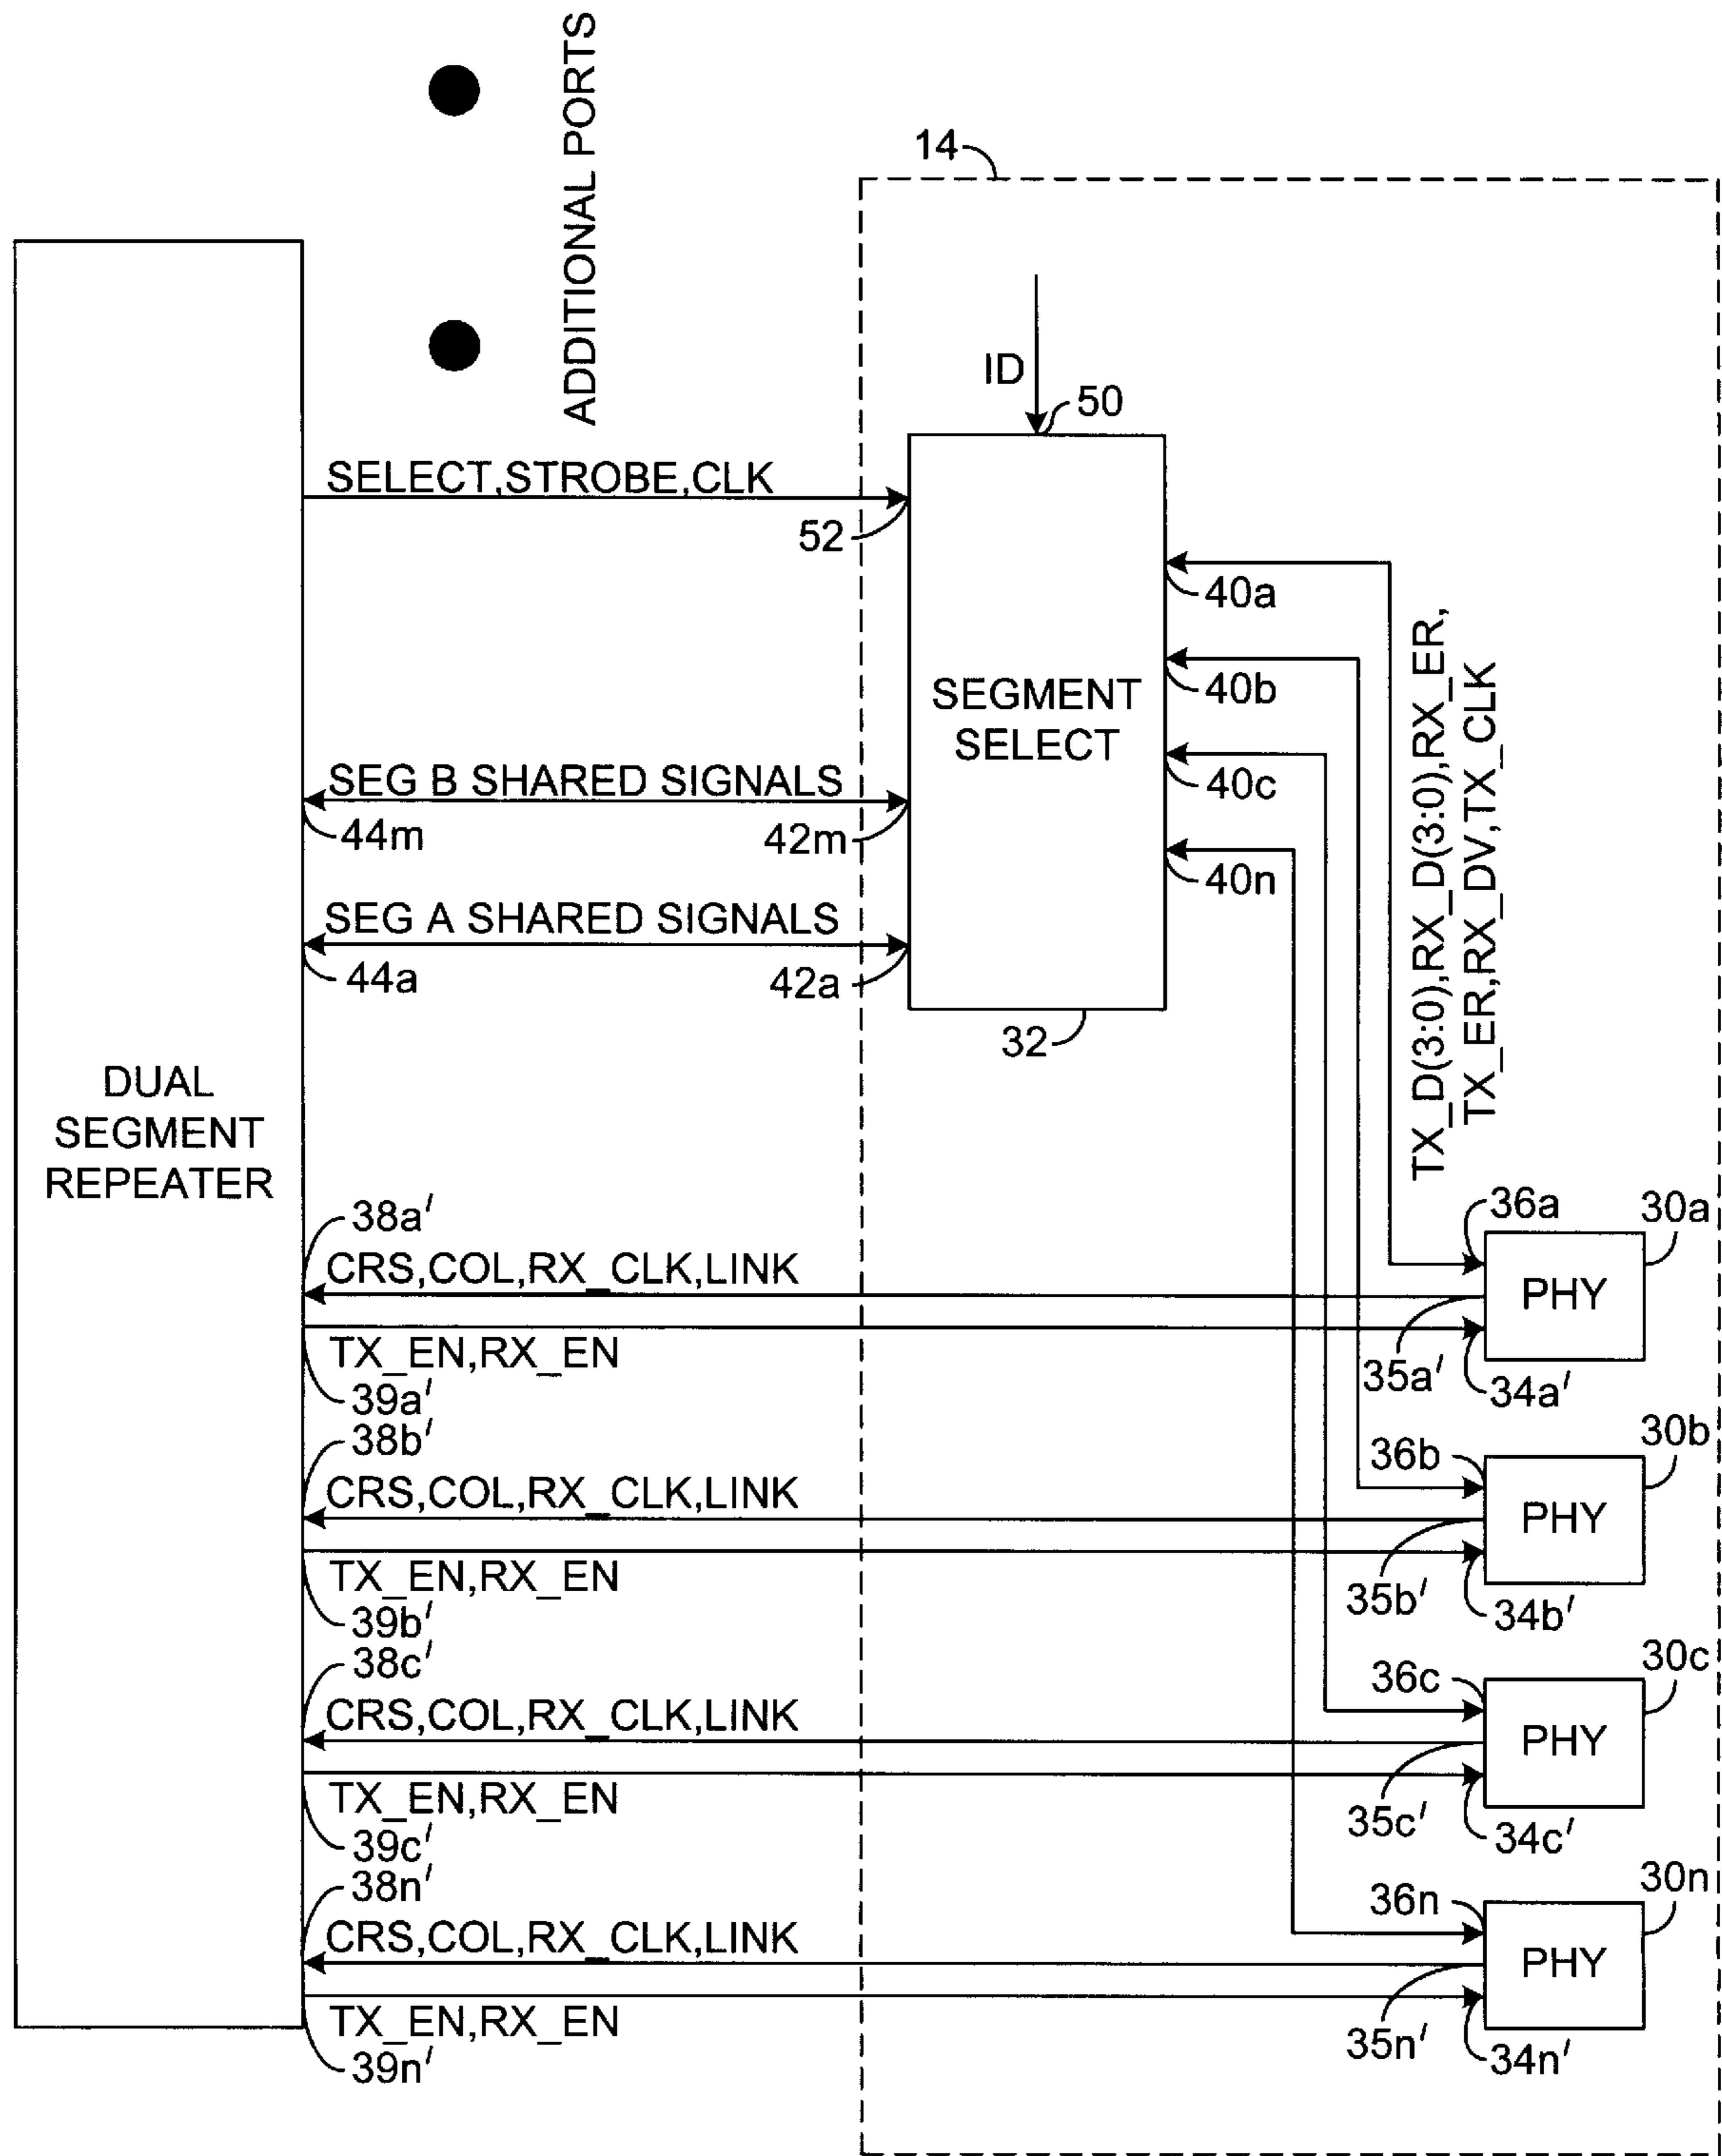 ADDITIONAL PORTS
14
ID
50
SELECT,STROBE,CLK
52
40a
40b
SEGMENT
SELECT
40c
40n
TX_D(3:0),RX_D(3:0),RX_ER,
TX_ER,RX_DV,TX_CLK
SEG B SHARED SIGNALS
44m
42m
SEG A SHARED SIGNALS
44a
42a
32
DUAL
SEGMENT
REPEATER
38a′
CRS,COL,RX_CLK,LINK
TX_EN,RX_EN
39a′
36a
30a
PHY
35a′
34a′
38b′
CRS,COL,RX_CLK,LINK
TX_EN,RX_EN
39b′
36b
30b
PHY
35b′
34b′
38c′
CRS,COL,RX_CLK,LINK
TX_EN,RX_EN
39c′
36c
30c
PHY
35c′
34c′
38n′
CRS,COL,RX_CLK,LINK
TX_EN,RX_EN
39n′
36n
30n
PHY
35n′
34n′